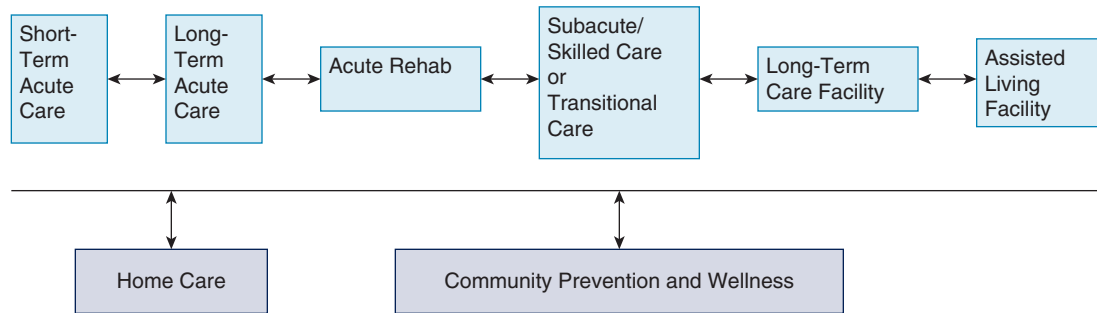 Short-
Term
Acute
Care
Long-
Term
Acute
Care
Acute Rehab
Subacute/
Skilled Care
or
Transitional
Care
Long-Term
Care Facility
Assisted
Living
Facility
Home Care
Community Prevention and Wellness